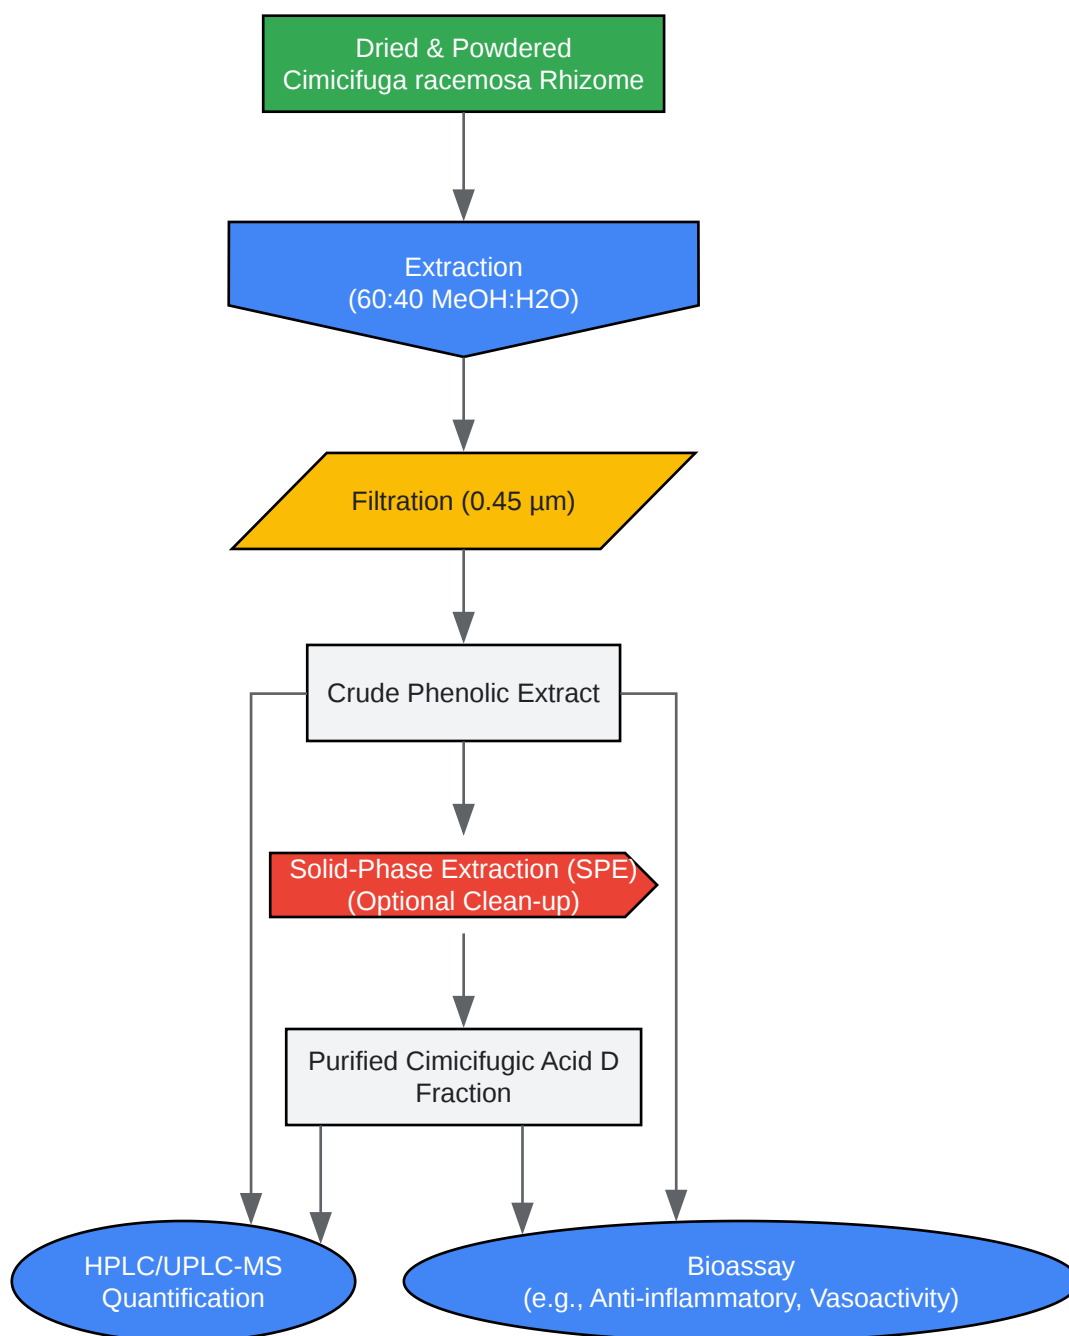 Dried & Powdered
Cimicifuga racemosa Rhizome
Extraction
(60:40 MeOH:H2O)
Filtration (0.45 µm)
Crude Phenolic Extract
Solid-Phase Extraction (SPE)
(Optional Clean-up)
Purified Cimicifugic Acid D
Fraction
HPLC/UPLC-MS
Quantification
Bioassay
(e.g., Anti-inflammatory, Vasoactivity)